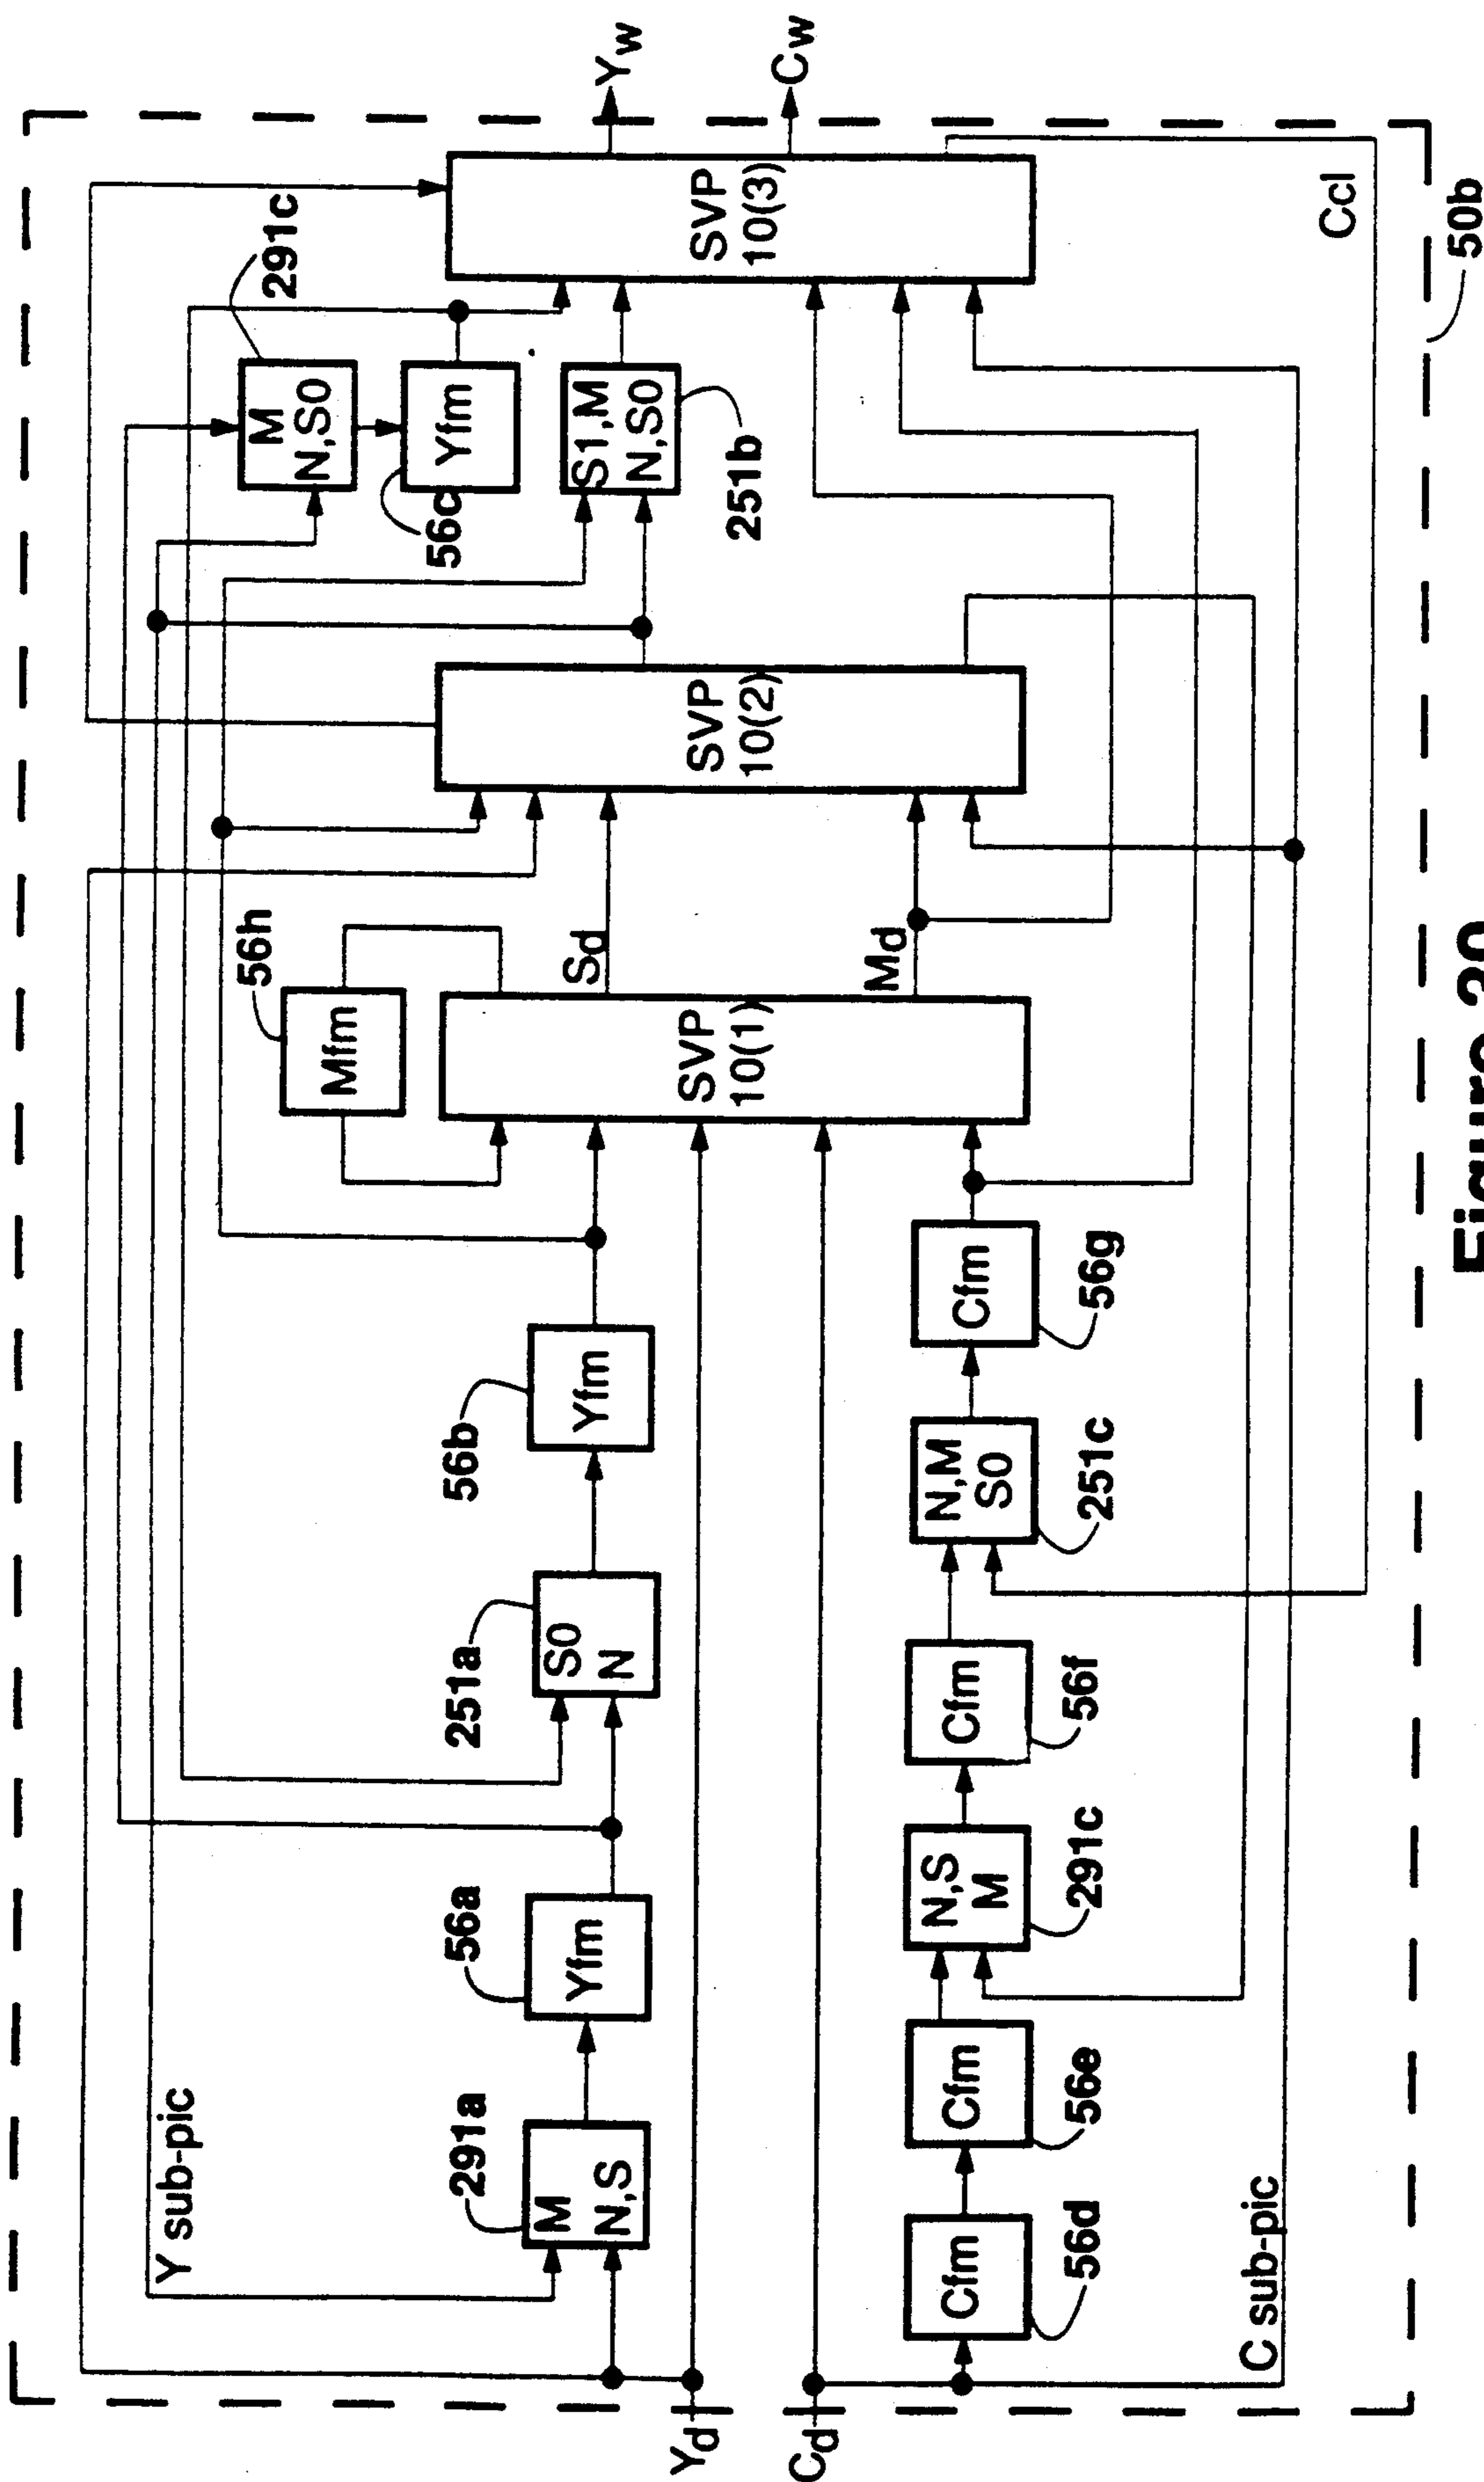 Yw
Cw
291c
M
N,S0
Yfm
56c
S1,M
N,S0
251b
SVP
10(3)
Ccl
50b
SVP
10(2)
56h
Mfm
Sd
Md
SVP
10(1)
56b
Yfm
Cfm
56g
251a
S0
N
N,M
S0
251c
Cfm
56f
56a
Yfm
N,S
M
291c
Y sub-pic
291a
M
N,S
Cfm
56e
Cfm
56d
C sub-pic
Yd
Cd